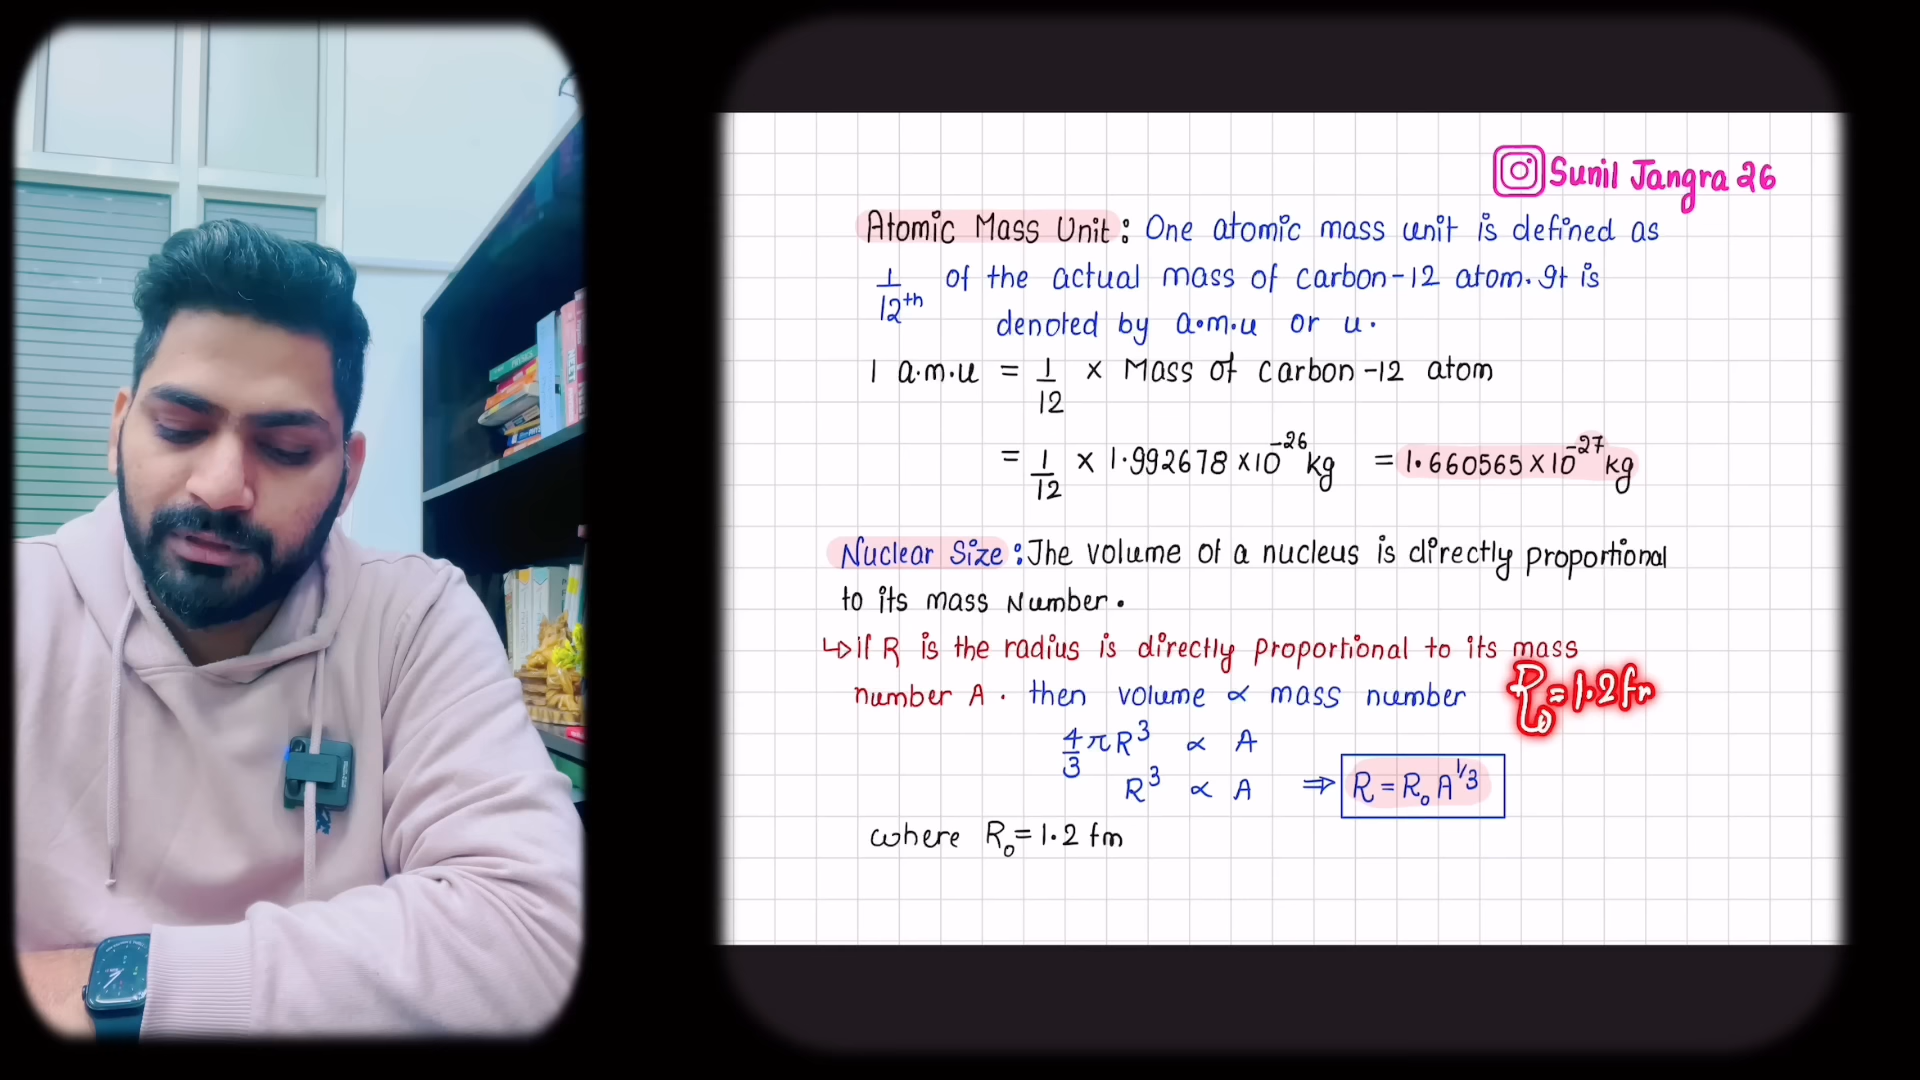 Sunil Jangra 26
Atomic Mass Unit : One atomic mass unit is defined as
1/12th of the actual mass of carbon-12 atom. It is
denoted by a.m.u or u.
1 a.m.u = 1/12 × Mass of carbon-12 atom
= 1/12 × 1.992678 × 10^-26 kg = 1.660565 × 10^-27 kg
Nuclear Size : The volume of a nucleus is directly proportional
to its mass Number.
↳ If R is the radius is directly proportional to its mass
number A. then volume ∝ mass number
R₀ = 1.2 fm
4/3 πR³ ∝ A
R³ ∝ A ⇒ R = R₀ A^1/3
where R₀ = 1.2 fm